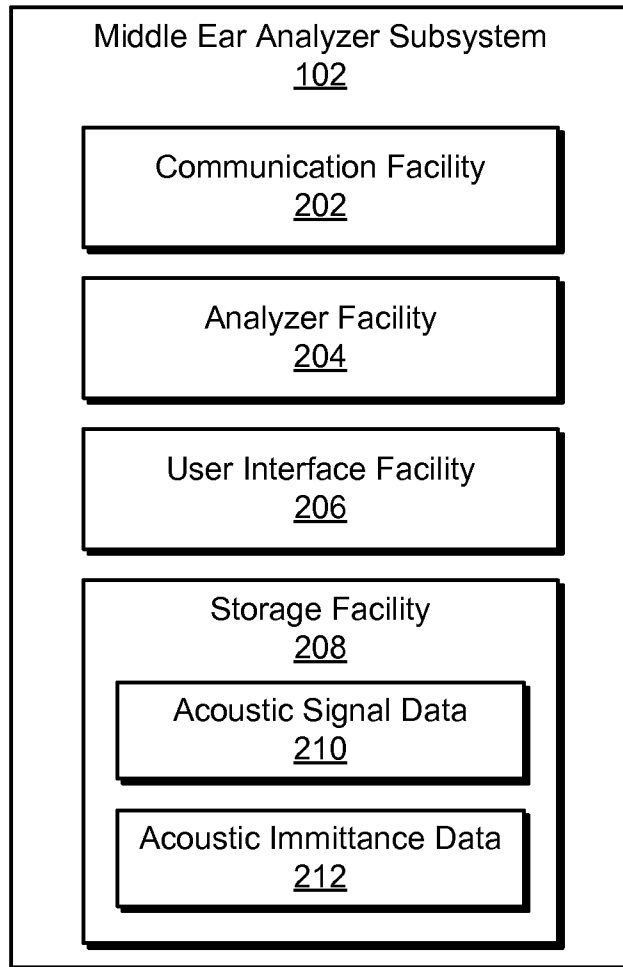 Middle Ear Analyzer Subsystem
102
Communication Facility
202
Analyzer Facility
204
User Interface Facility
206
Storage Facility
208
Acoustic Signal Data
210
Acoustic Immittance Data
212